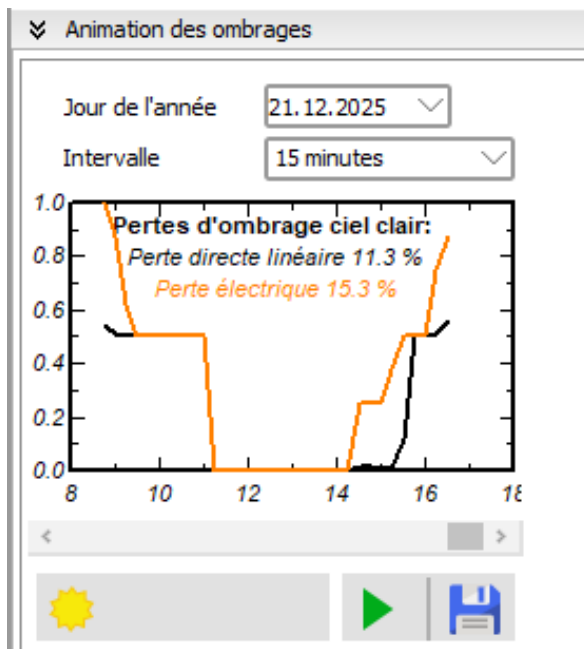 Animation des ombrages
Jour de l'année 21.12.2025
Intervalle 15 minutes
1.0
Pertes d'ombrage ciel clair:
0.8 Perte directe linéaire 11.3 %
Perte électrique 15.3 %
0.6
0.4
0.2
0.0
8 10 12 14 16 18